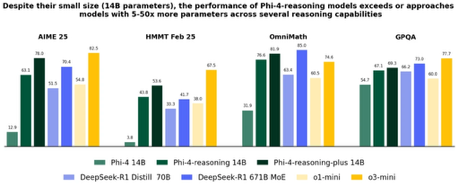 Despite their small size (14B parameters), the performance of Phi-4-reasoning models exceeds or approaches
models with 5-50x more parameters across several reasoning capabilities
AIME 25
HMMT Feb 25
OmniMath
GPQA
12.9 63.1 78.0 51.5 70.4 54.8 82.5
3.8 43.8 53.6 33.3 41.7 38.0 67.5
31.9 76.6 81.9 63.4 85.0 60.5 74.6
54.7 67.1 69.3 66.2 73.0 60.0 77.7
Phi-4 14B Phi-4-reasoning 14B Phi-4-reasoning-plus 14B
DeepSeek-R1 Distill 70B DeepSeek-R1 671B MoE o1-mini o3-mini